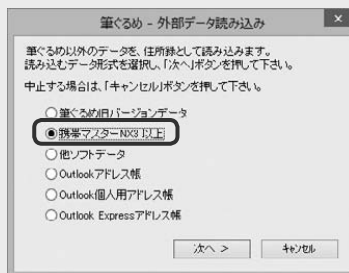 筆ぐるめ - 外部データ読み込み
×
筆ぐるめ以外のデータを、住所録として読み込みます。
読み込むデータ形式を選択し、「次へ」ボタンを押して下さい。
中止する場合は、「キャンセル」ボタンを押して下さい。
筆ぐるめ旧バージョンデータ
携帯マスターNX3以上
他ソフトデータ
Outlookアドレス帳
Outlook個人用アドレス帳
Outlook Expressアドレス帳
次へ >
キャンセル